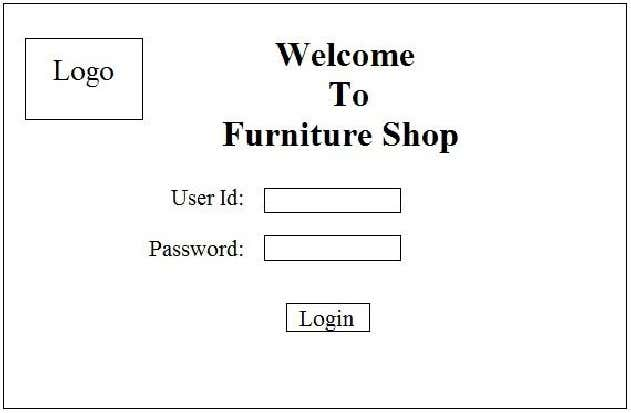 Logo
Welcome
To
Furniture Shop
User Id:
Password:
Login